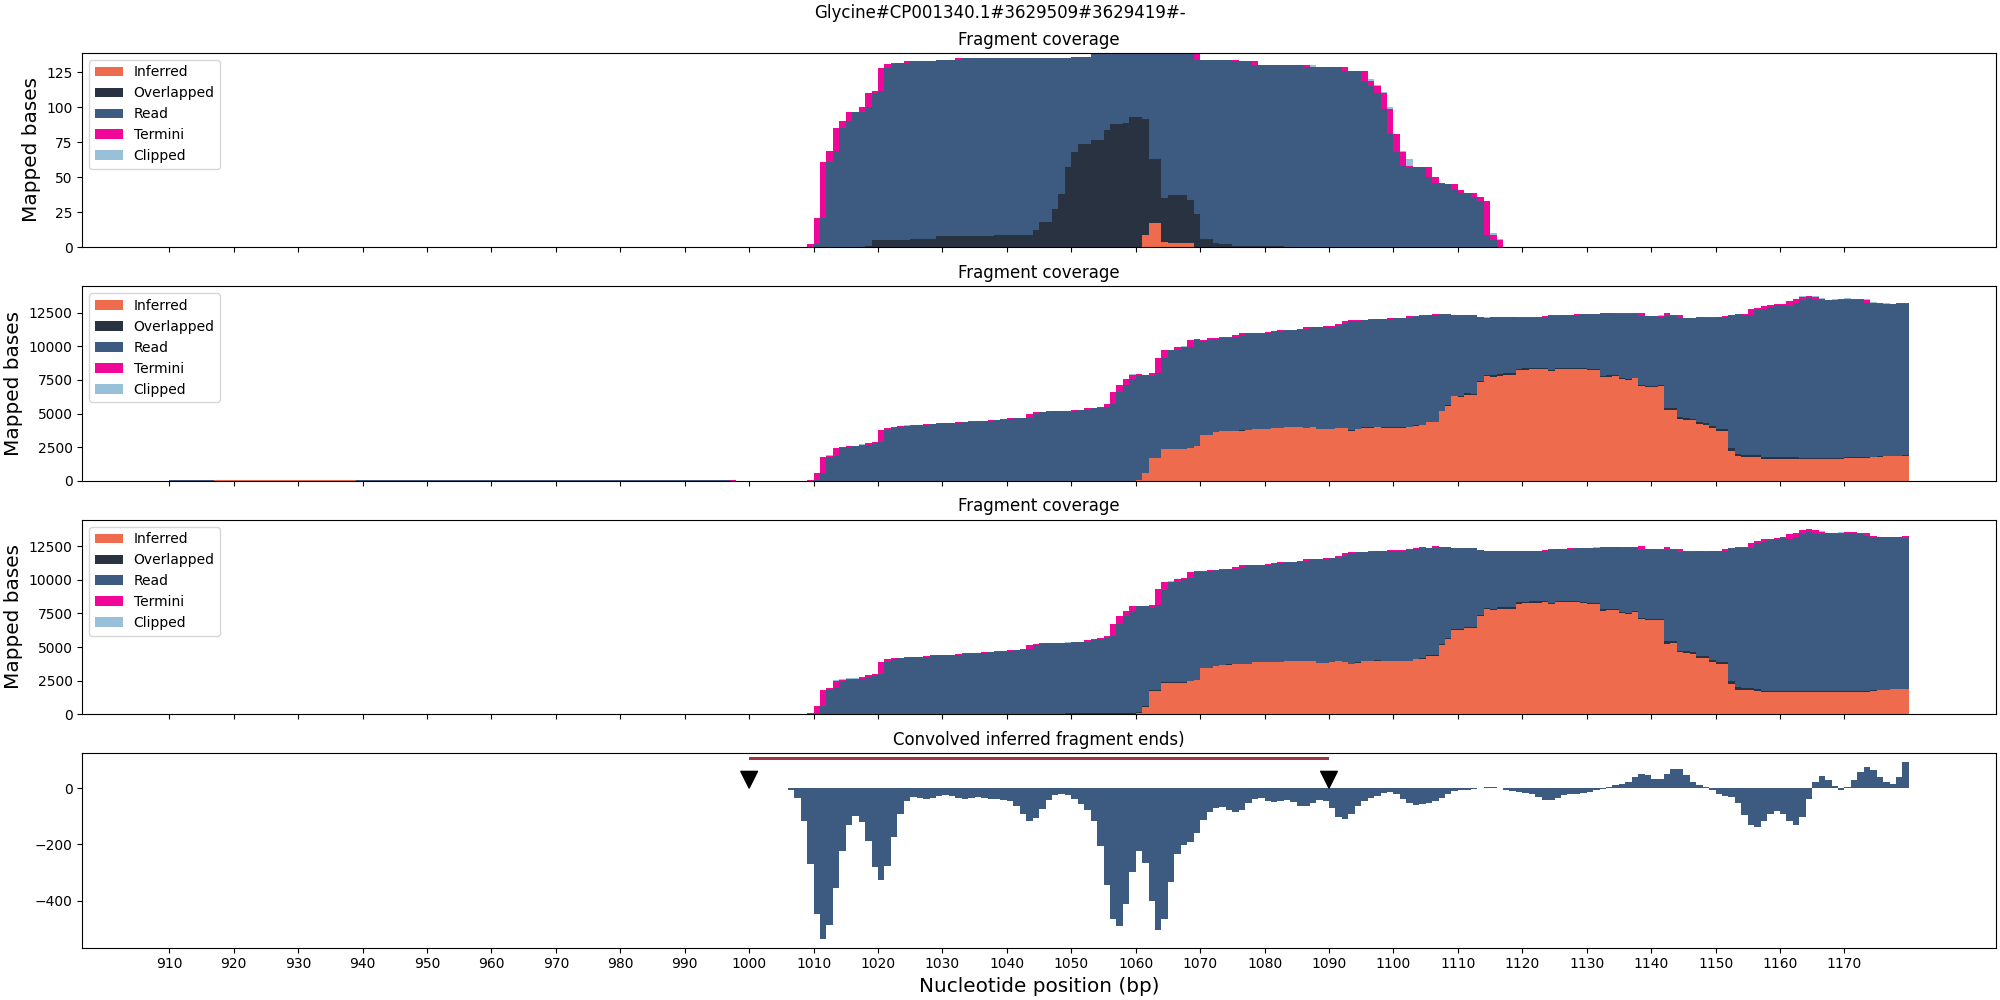 Glycine#CP001340.1#3629509#3629419#-
Fragment coverage
Mapped bases
125
100
75
50
25
0
Inferred
Overlapped
Read
Termini
Clipped
Fragment coverage
Mapped bases
12500
10000
7500
5000
2500
0
Inferred
Overlapped
Read
Termini
Clipped
Fragment coverage
Mapped bases
12500
10000
7500
5000
2500
0
Inferred
Overlapped
Read
Termini
Clipped
Convolved inferred fragment ends)
0
−200
−400
910 920 930 940 950 960 970 980 990 1000 1010 1020 1030 1040 1050 1060 1070 1080 1090 1100 1110 1120 1130 1140 1150 1160 1170
Nucleotide position (bp)